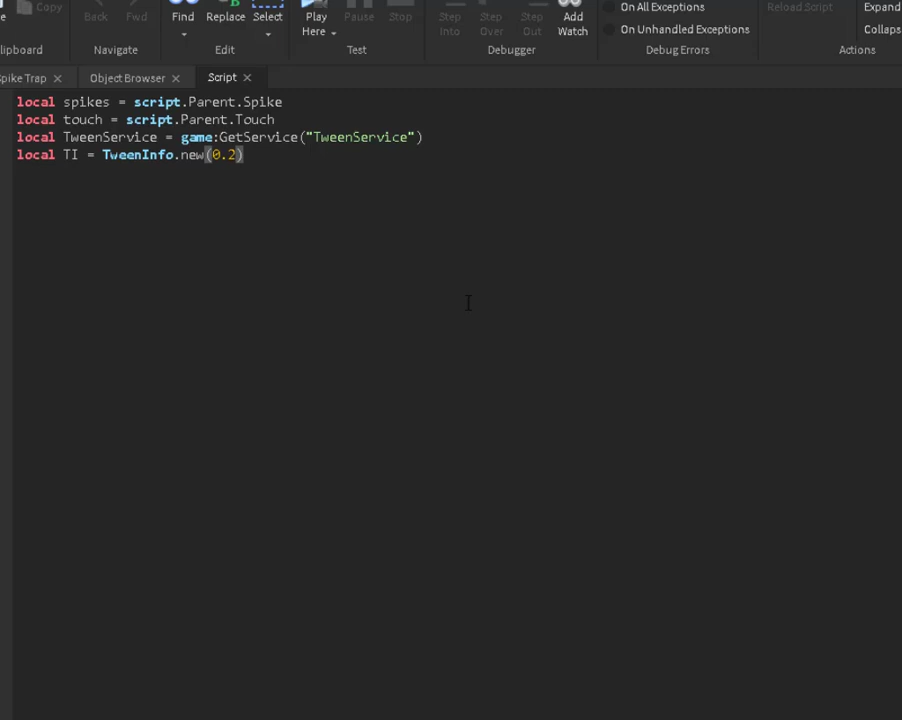 Copy
Back
Fwd
Find
Replace
Select
Play
Here
Pause
Stop
Step
Into
Step
Over
Step
Out
Add
Watch
On All Exceptions
On Unhandled Exceptions
Reload Script
Expand
Collaps
lipboard
Navigate
Edit
Test
Debugger
Debug Errors
Actions
Spike Trap
Object Browser
Script
local spikes = script.Parent.Spike
local touch = script.Parent.Touch
local TweenService = game:GetService("TweenService")
local TI = TweenInfo.new(0.2)